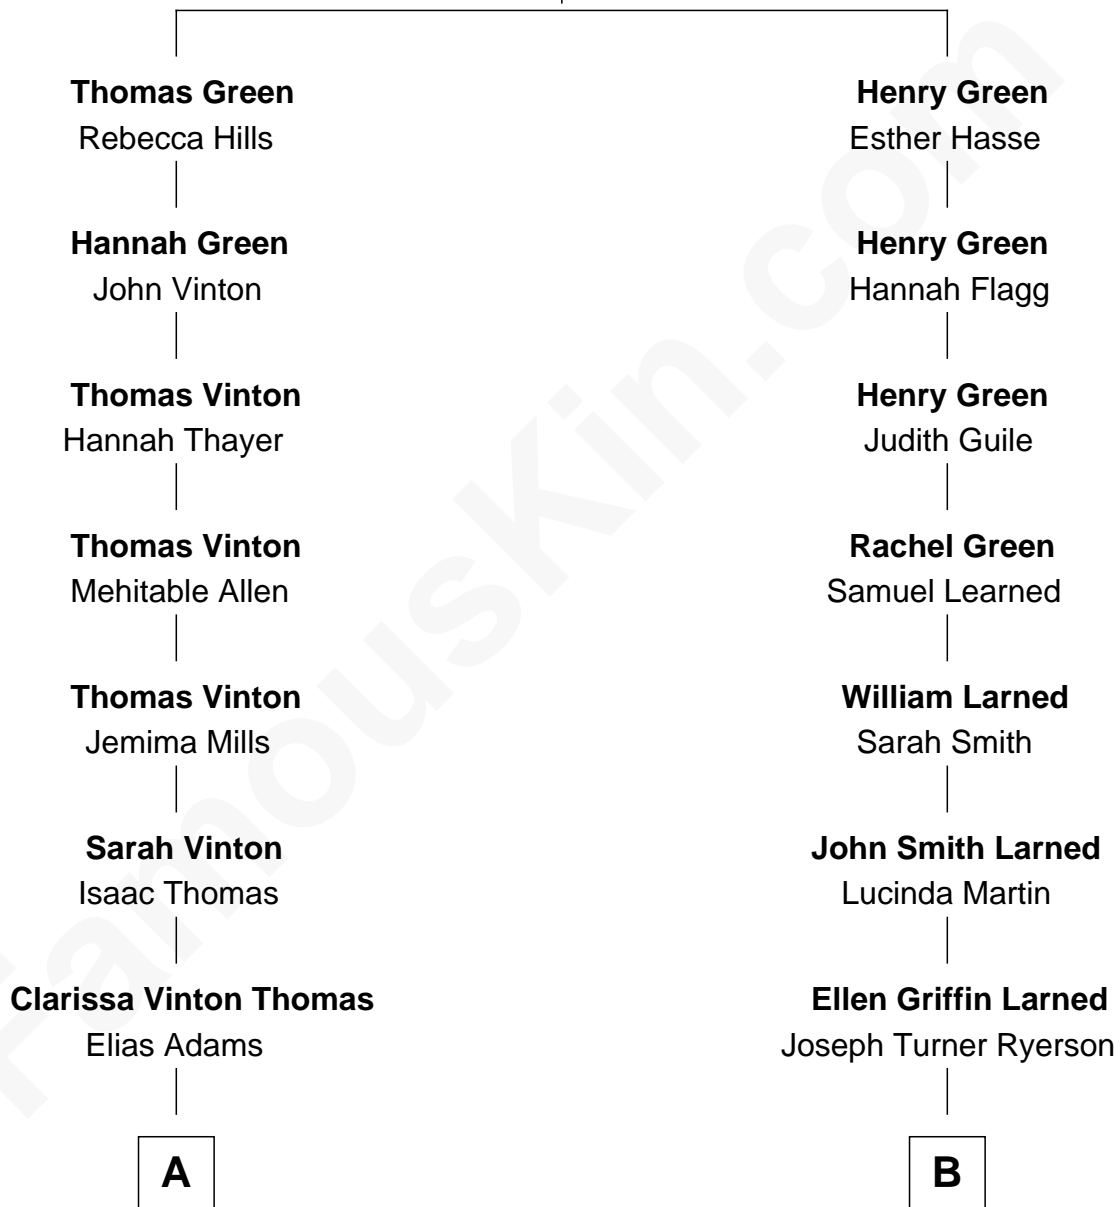 Thomas Green
Rebecca Hills
Hannah Green
John Vinton
Thomas Vinton
Hannah Thayer
Thomas Vinton
Mehitable Allen
Thomas Vinton
Jemima Mills
Sarah Vinton
Isaac Thomas
Clarissa Vinton Thomas
Elias Adams
A
Henry Green
Esther Hasse
Henry Green
Hannah Flagg
Henry Green
Judith Guile
Rachel Green
Samuel Learned
William Larned
Sarah Smith
John Smith Larned
Lucinda Martin
Ellen Griffin Larned
Joseph Turner Ryerson
B
FamousKin.com